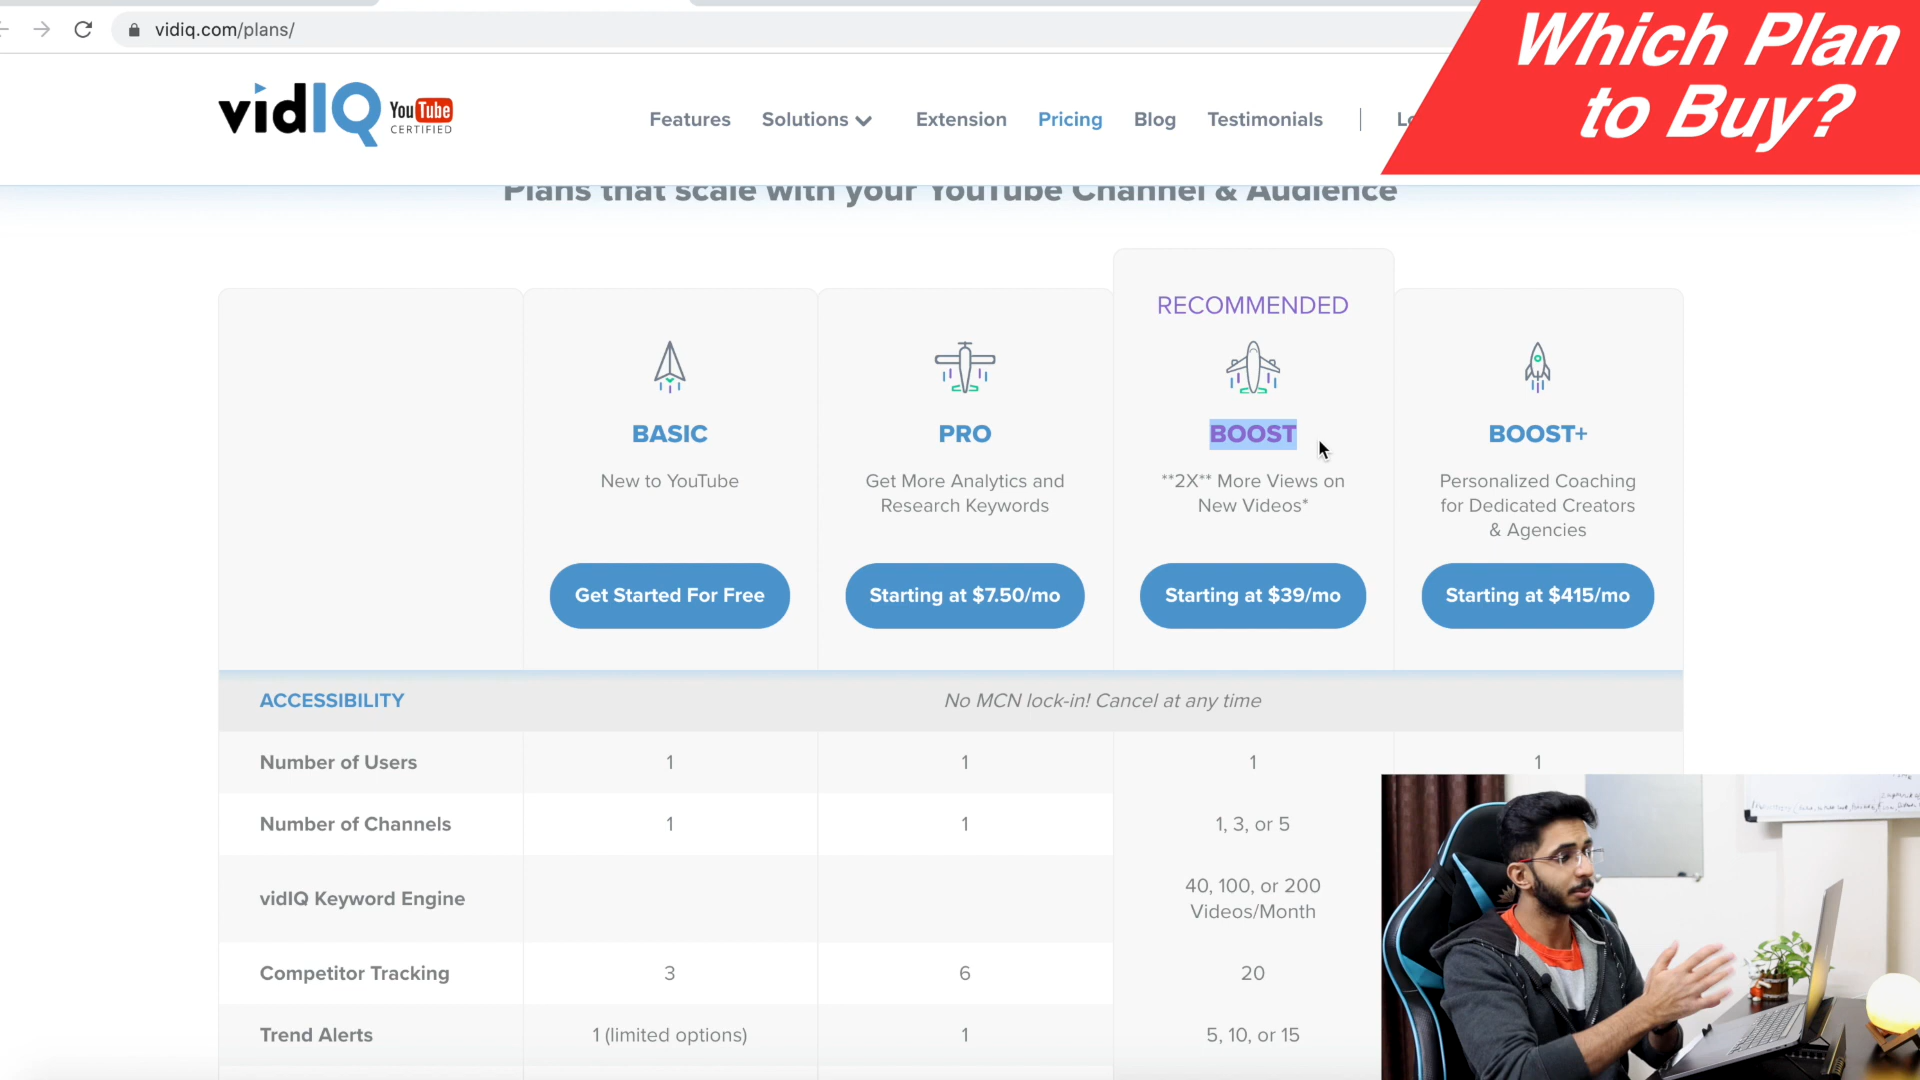 vidiq.com/plans/
Which Plan
to Buy?
vidIQ
YouTube
CERTIFIED
Features
Solutions
Extension
Pricing
Blog
Testimonials
Plans that scale with your YouTube Channel & Audience
RECOMMENDED
BASIC
PRO
BOOST
BOOST+
New to YouTube
Get More Analytics and
Research Keywords
**2X** More Views on
New Videos*
Personalized Coaching
for Dedicated Creators
& Agencies
Get Started For Free
Starting at $7.50/mo
Starting at $39/mo
Starting at $415/mo
ACCESSIBILITY
No MCN lock-in! Cancel at any time
Number of Users
1
1
1
1
Number of Channels
1
1
1, 3, or 5
vidIQ Keyword Engine
40, 100, or 200
Videos/Month
Competitor Tracking
3
6
20
Trend Alerts
1 (limited options)
1
5, 10, or 15